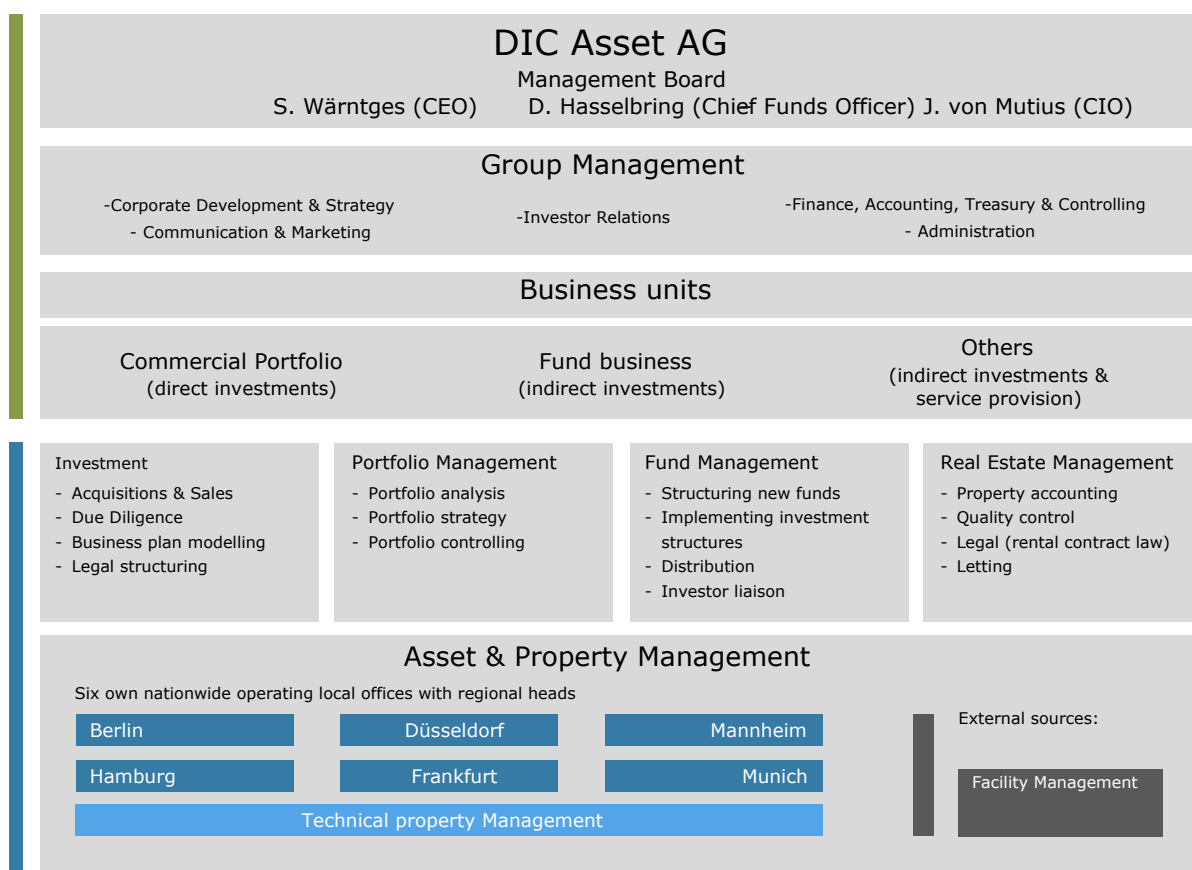 DIC Asset AG
Management Board
S. Wärntges (CEO) D. Hasselbring (Chief Funds Officer) J. von Mutius (CIO)
Group Management
-Corporate Development & Strategy
- Communication & Marketing
-Investor Relations
-Finance, Accounting, Treasury & Controlling
- Administration
Business units
Commercial Portfolio
(direct investments)
Fund business
(indirect investments)
Others
(indirect investments &
service provision)
Investment
- Acquisitions & Sales
- Due Diligence
- Business plan modelling
- Legal structuring
Portfolio Management
- Portfolio analysis
- Portfolio strategy
- Portfolio controlling
Fund Management
- Structuring new funds
- Implementing investment
structures
- Distribution
- Investor liaison
Real Estate Management
- Property accounting
- Quality control
- Legal (rental contract law)
- Letting
Asset & Property Management
Six own nationwide operating local offices with regional heads
Berlin
Düsseldorf
Mannheim
Hamburg
Frankfurt
Munich
Technical property Management
External sources:
Facility Management